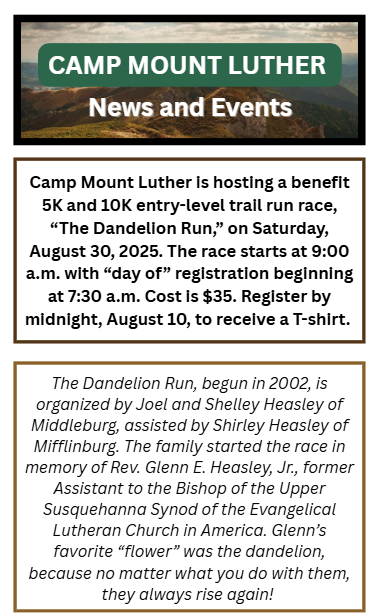 CAMP MOUNT LUTHER
News and Events
Camp Mount Luther is hosting a benefit
5K and 10K entry-level trail run race,
“The Dandelion Run,” on Saturday,
August 30, 2025. The race starts at 9:00
a.m. with “day of” registration beginning
at 7:30 a.m. Cost is $35. Register by
midnight, August 10, to receive a T-shirt.
The Dandelion Run, begun in 2002, is
organized by Joel and Shelley Heasley of
Middleburg, assisted by Shirley Heasley of
Mifflinburg. The family started the race in
memory of Rev. Glenn E. Heasley, Jr., former
Assistant to the Bishop of the Upper
Susquehanna Synod of the Evangelical
Lutheran Church in America. Glenn’s
favorite “flower” was the dandelion,
because no matter what you do with them,
they always rise again!